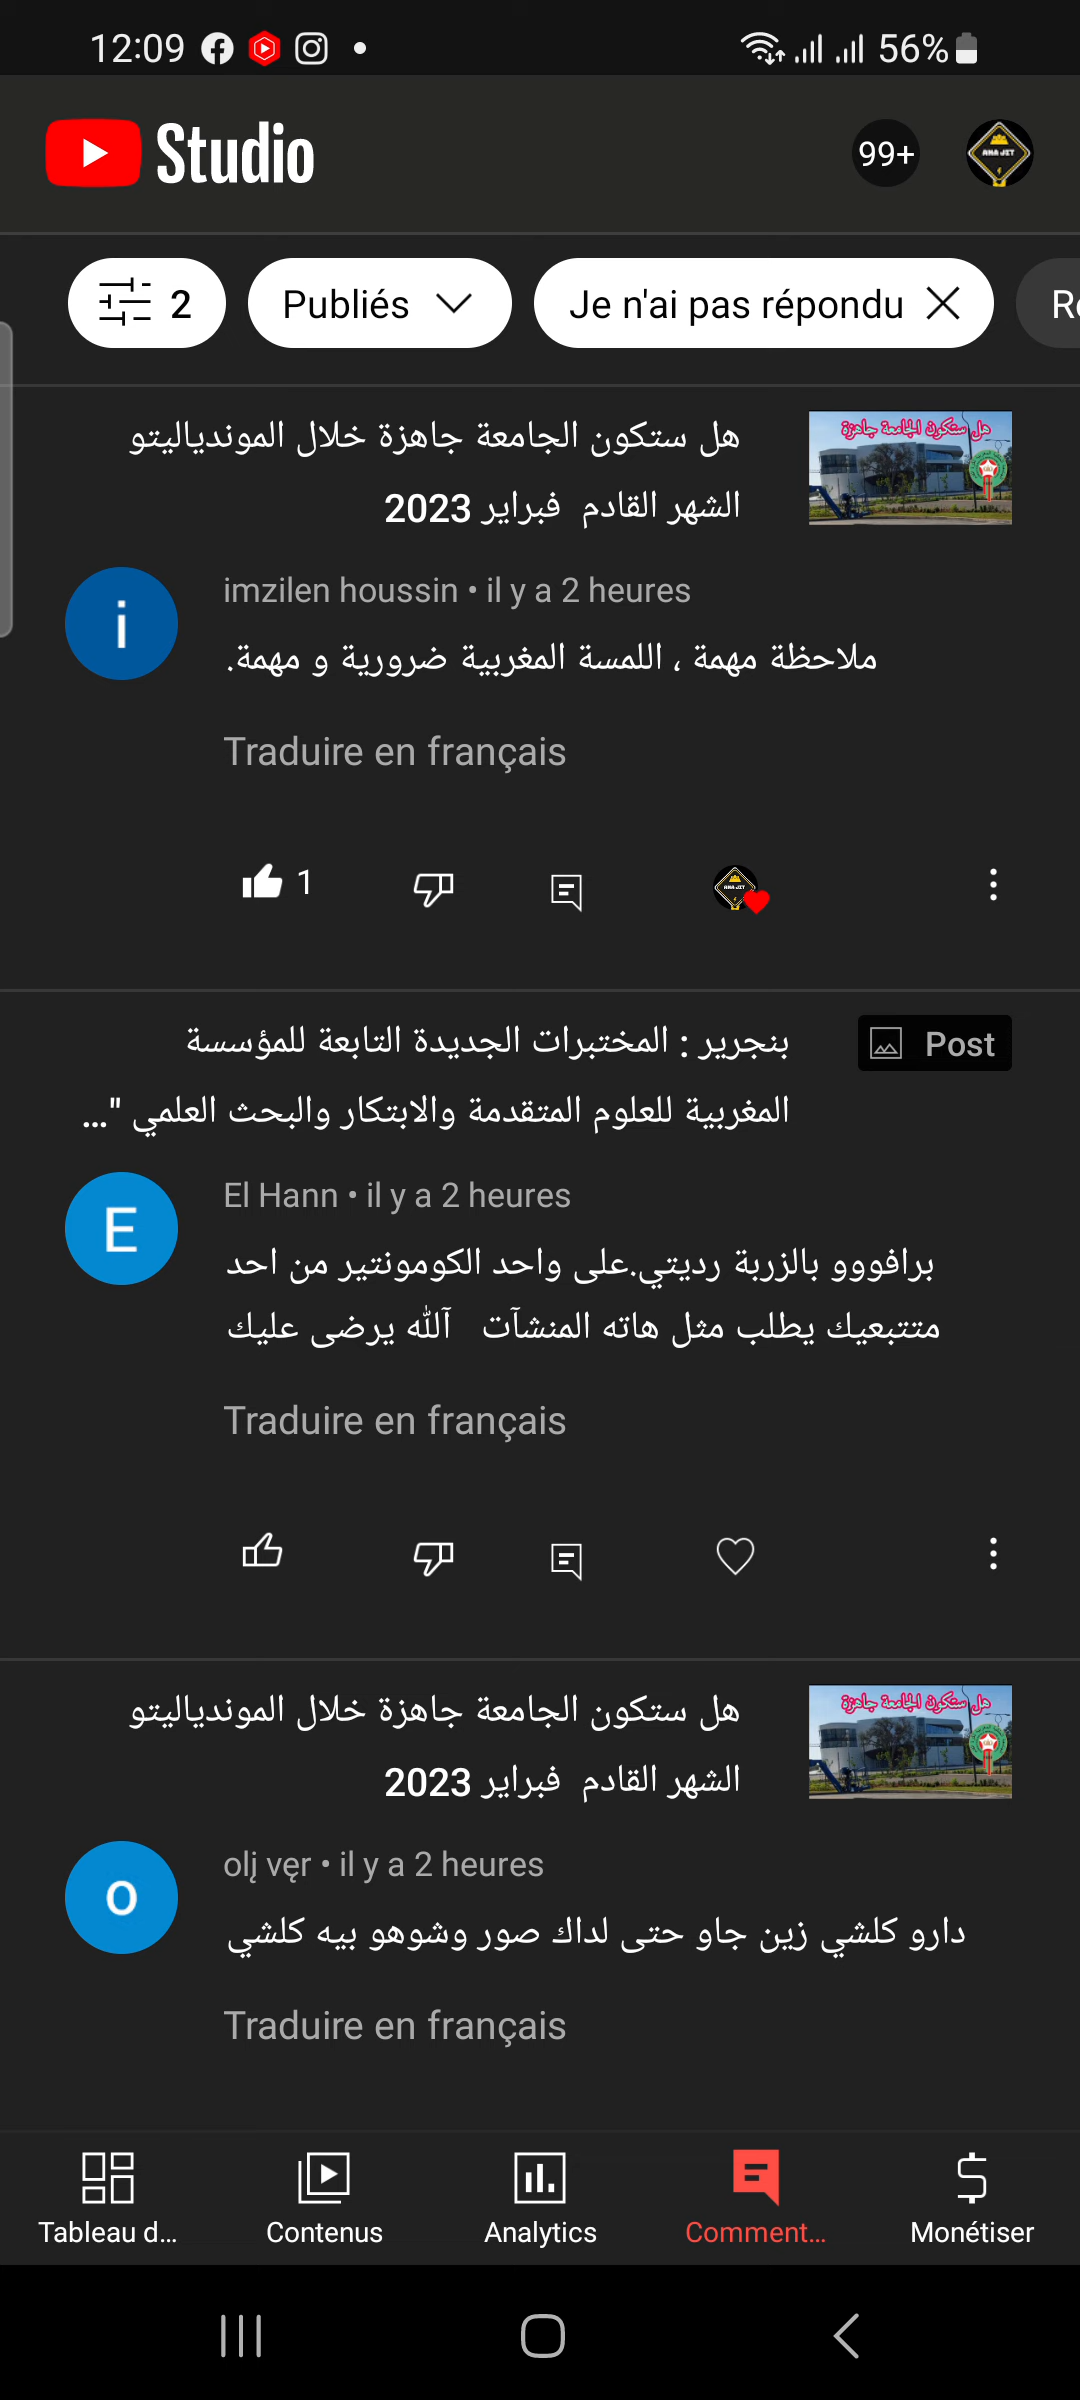 12:09
56%
Studio
99+
ANA JET
2
Publiés
Je n'ai pas répondu
هل ستكون الجامعة جاهزة خلال الموندياليتو
الشهر القادم فبراير 2023
هل ستكون الجامعة جاهزة
imzilen houssin • il y a 2 heures
ملاحظة مهمة ، اللمسة المغربية ضرورية و مهمة.
Traduire en français
1
بنجرير : المختبرات الجديدة التابعة للمؤسسة
المغربية للعلوم المتقدمة والابتكار والبحث العلمي "...
Post
E
El Hann • il y a 2 heures
برافووو بالزربة رديتي.على واحد الكومونتير من احد
متتبعيك يطلب مثل هاته المنشآت آلله يرضى عليك
Traduire en français
هل ستكون الجامعة جاهزة خلال الموندياليتو
الشهر القادم فبراير 2023
هل ستكون الجامعة جاهزة
o
olį vęr • il y a 2 heures
دارو كلشي زين جاو حتى لداك صور وشوهو بيه كلشي
Traduire en français
Tableau d...
Contenus
Analytics
Comment...
Monétiser